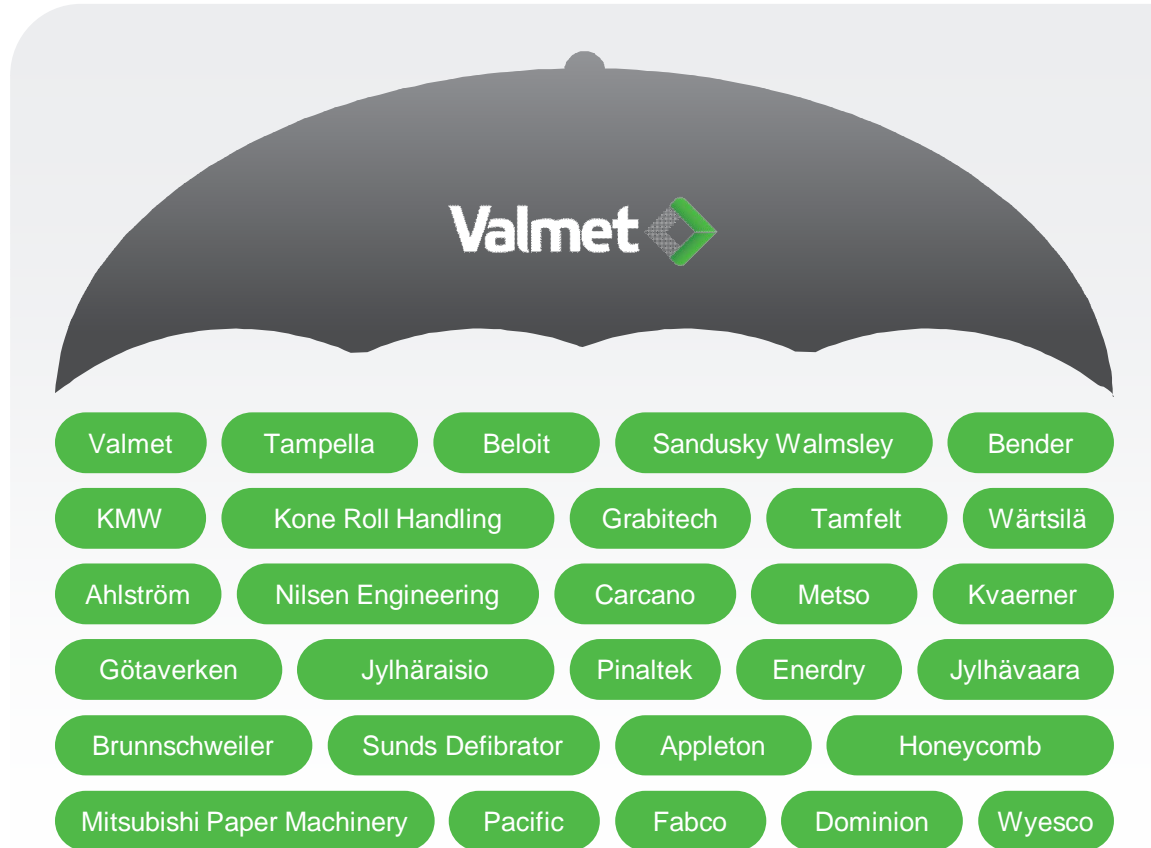 Valmet
Valmet Tampella Beloit Sandusky Walmsley Bender
KMW Kone Roll Handling Grabitech Tamfelt Wärtsilä
Ahlström Nilsen Engineering Carcano Metso Kvaerner
Götaverken Jylhäraisio Pinaltek Enerdry Jylhävaara
Brunnschweiler Sunds Defibrator Appleton Honeycomb
Mitsubishi Paper Machinery Pacific Fabco Dominion Wyesco